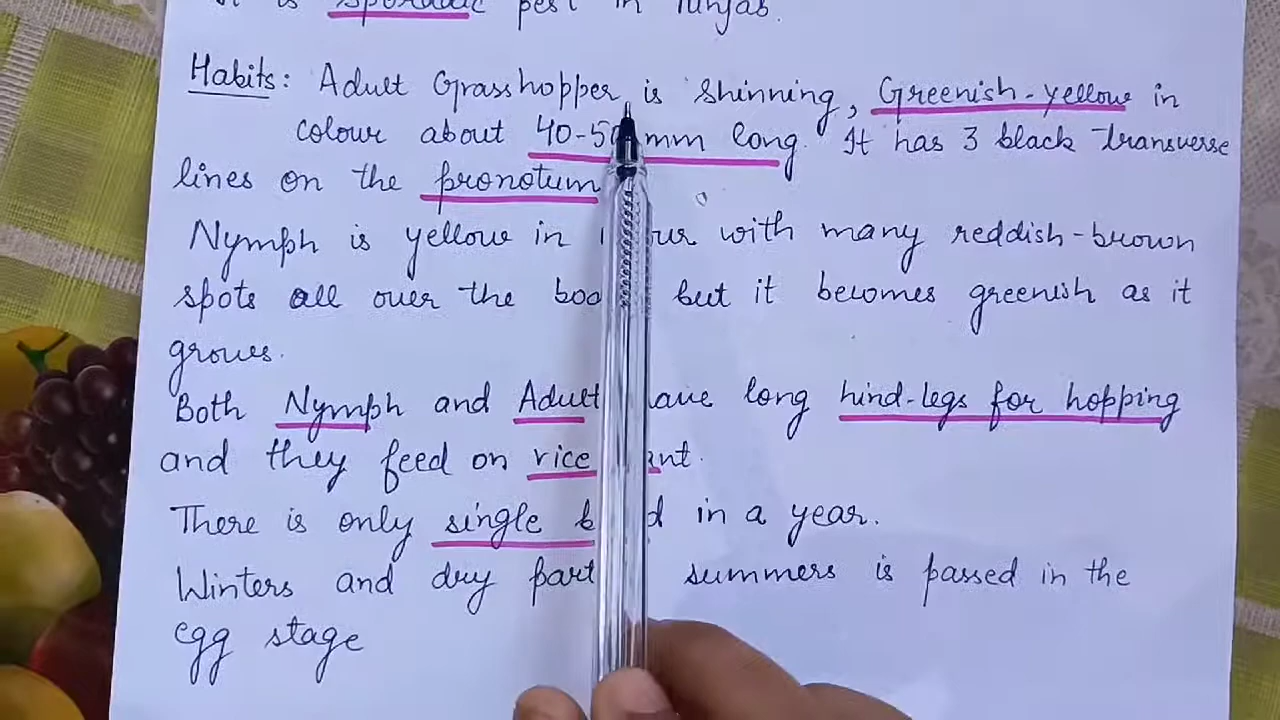 It is sporadic pest in Punjab.
Habits: Adult Grasshopper is shinning, Greenish-yellow in
colour about 40-50 mm long. It has 3 black transverse
lines on the pronotum
Nymph is yellow in with many reddish-brown
spots all over the but it becomes greenish as it
grows.
Both Nymph and Adult have long hind-legs for hopping
and they feed on rice
There is only single in a year.
Winters and dry part summers is passed in the
egg stage